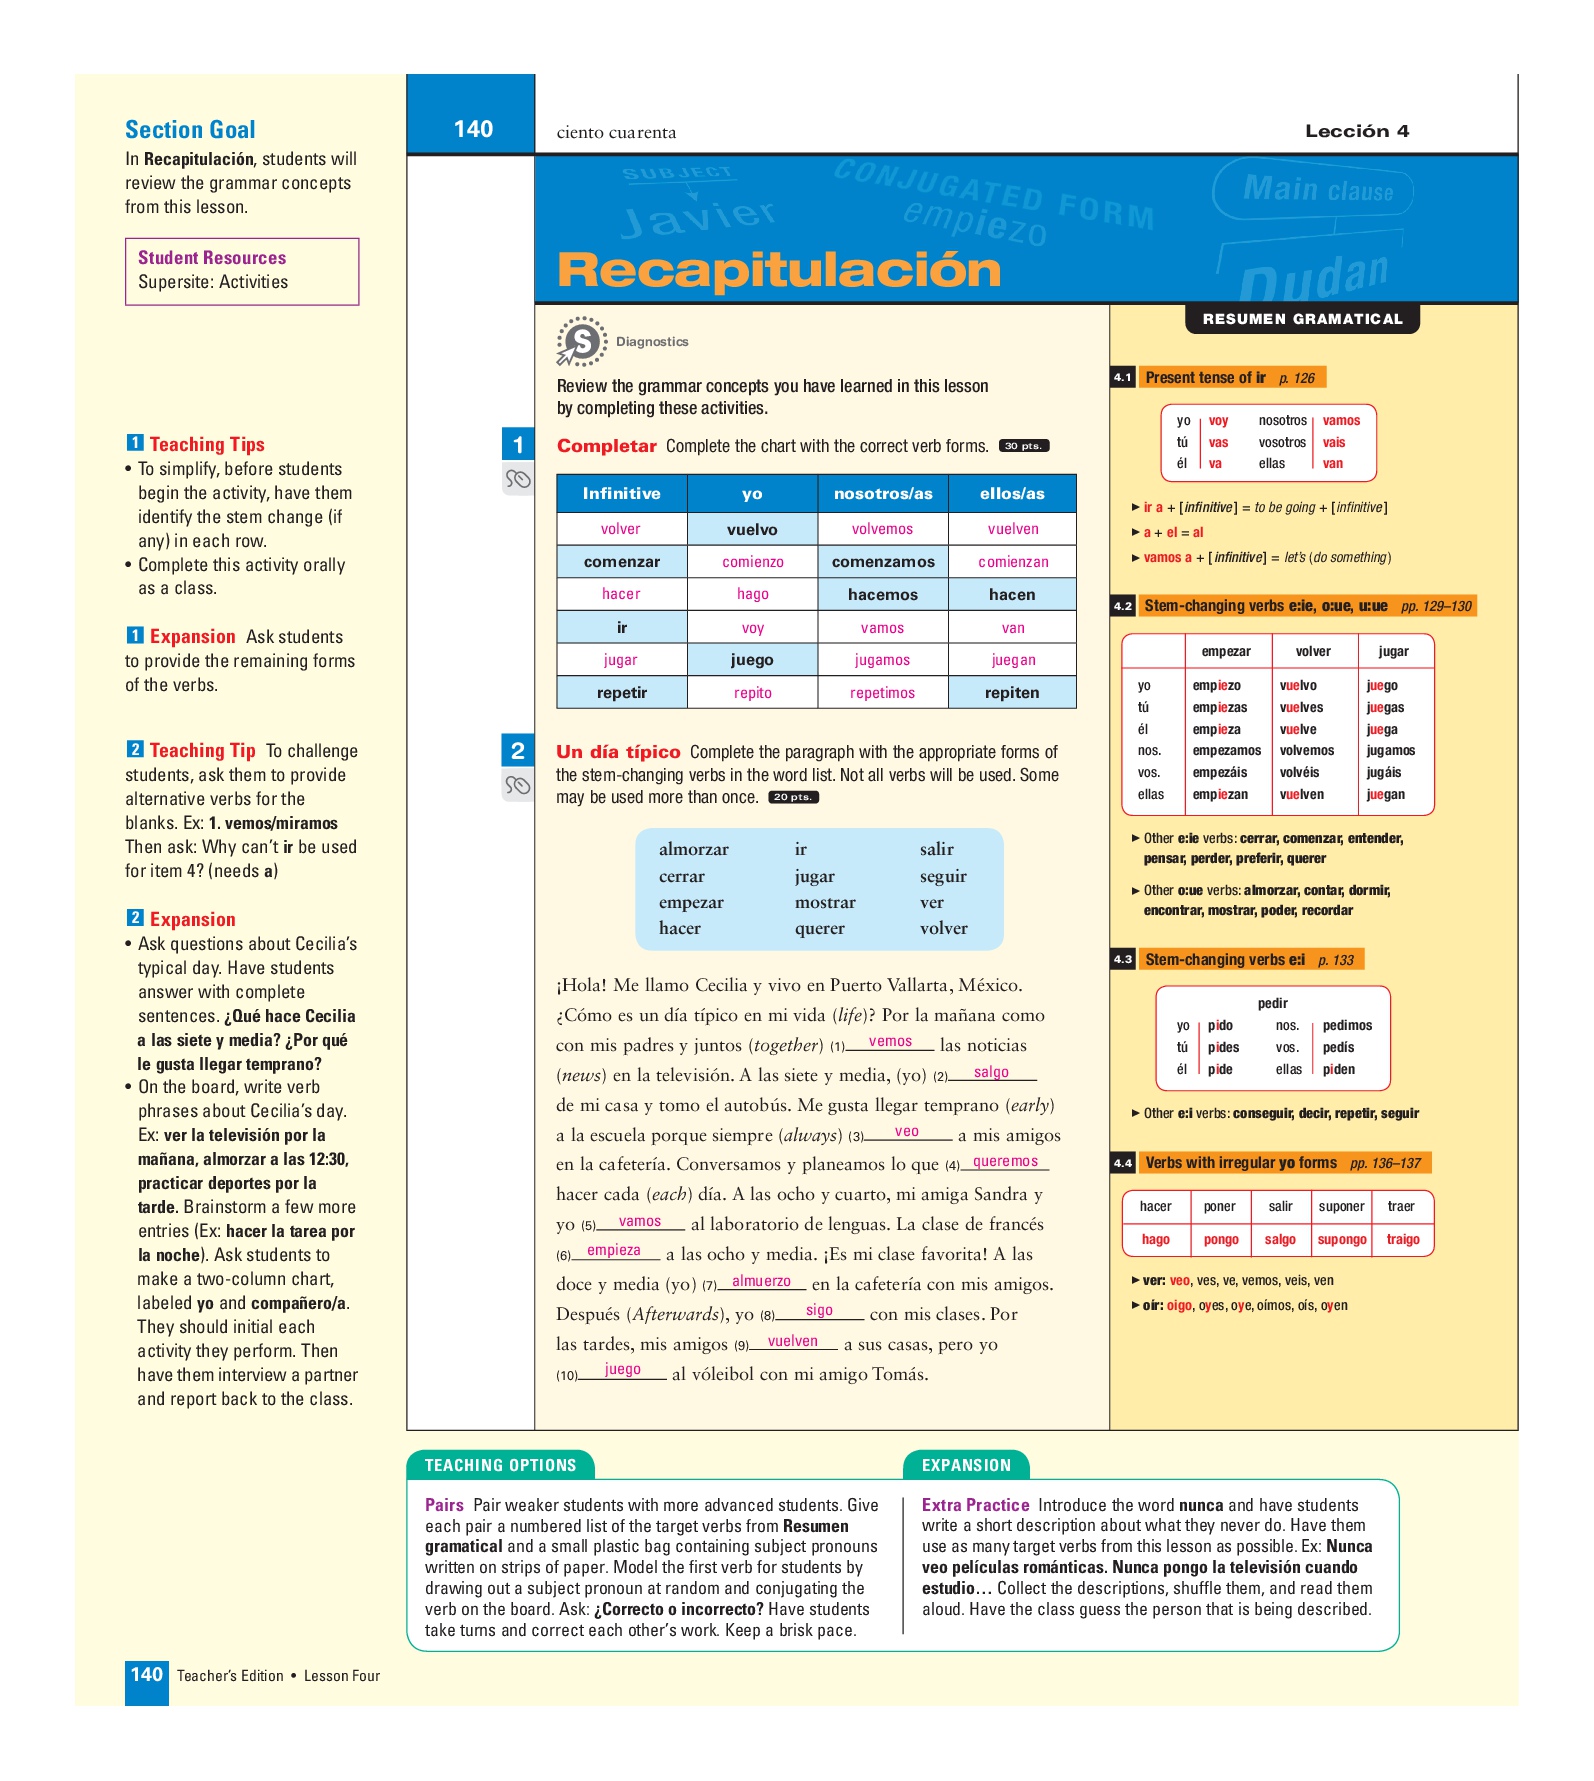 Section Goal
In Recapitulación, students will
review the grammar concepts
from this lesson.
Student Resources
Supersite: Activities
1 Teaching Tips
• To simplify, before students
begin the activity, have them
identify the stem change (if
any) in each row.
• Complete this activity orally
as a class.
1 Expansion Ask students
to provide the remaining forms
of the verbs.
2 Teaching Tip To challenge
students, ask them to provide
alternative verbs for the
blanks. Ex: 1. vemos/miramos
Then ask: Why can't ir be used
for item 4? (needs a)
2 Expansion
• Ask questions about Cecilia's
typical day. Have students
answer with complete
sentences. ¿Qué hace Cecilia
a las siete y media? ¿Por qué
le gusta llegar temprano?
• On the board, write verb
phrases about Cecilia's day.
Ex: ver la televisión por la
mañana, almorzar a las 12:30,
practicar deportes por la
tarde. Brainstorm a few more
entries (Ex: hacer la tarea por
la noche). Ask students to
make a two-column chart,
labeled yo and compañero/a.
They should initial each
activity they perform. Then
have them interview a partner
and report back to the class.
140 ciento cuarenta Lección 4
SUBJECT
Javier
CONJUGATED FORM
empiezo
Main clause
Dudan
Recapitulación
S Diagnostics
Review the grammar concepts you have learned in this lesson
by completing these activities.
1 Completar Complete the chart with the correct verb forms. 30 pts.
Infinitive yo nosotros/as ellos/as
volver vuelvo volvemos vuelven
comenzar comienzo comenzamos comienzan
hacer hago hacemos hacen
ir voy vamos van
jugar juego jugamos juegan
repetir repito repetimos repiten
2 Un día típico Complete the paragraph with the appropriate forms of
the stem-changing verbs in the word list. Not all verbs will be used. Some
may be used more than once. 20 pts.
almorzar ir salir
cerrar jugar seguir
empezar mostrar ver
hacer querer volver
¡Hola! Me llamo Cecilia y vivo en Puerto Vallarta, México.
¿Cómo es un día típico en mi vida (life)? Por la mañana como
con mis padres y juntos (together) (1) vemos las noticias
(news) en la televisión. A las siete y media, (yo) (2) salgo
de mi casa y tomo el autobús. Me gusta llegar temprano (early)
a la escuela porque siempre (always) (3) veo a mis amigos
en la cafetería. Conversamos y planeamos lo que (4) queremos
hacer cada (each) día. A las ocho y cuarto, mi amiga Sandra y
yo (5) vamos al laboratorio de lenguas. La clase de francés
(6) empieza a las ocho y media. ¡Es mi clase favorita! A las
doce y media (yo) (7) almuerzo en la cafetería con mis amigos.
Después (Afterwards), yo (8) sigo con mis clases. Por
las tardes, mis amigos (9) vuelven a sus casas, pero yo
(10) juego al vóleibol con mi amigo Tomás.
RESUMEN GRAMATICAL
4.1 Present tense of ir p. 126
yo voy nosotros vamos
tú vas vosotros vais
él va ellas van
▶ ir a + [infinitive] = to be going + [infinitive]
▶ a + el = al
▶ vamos a + [infinitive] = let's (do something)
4.2 Stem-changing verbs e:ie, o:ue, u:ue pp. 129–130
empezar volver jugar
yo empiezo vuelvo juego
tú empiezas vuelves juegas
él empieza vuelve juega
nos. empezamos volvemos jugamos
vos. empezáis volvéis jugáis
ellas empiezan vuelven juegan
▶ Other e:ie verbs: cerrar, comenzar, entender,
pensar, perder, preferir, querer
▶ Other o:ue verbs: almorzar, contar, dormir,
encontrar, mostrar, poder, recordar
4.3 Stem-changing verbs e:i p. 133
pedir
yo pido nos. pedimos
tú pides vos. pedís
él pide ellas piden
▶ Other e:i verbs: conseguir, decir, repetir, seguir
4.4 Verbs with irregular yo forms pp. 136–137
hacer poner salir suponer traer
hago pongo salgo supongo traigo
▶ ver: veo, ves, ve, vemos, veis, ven
▶ oír: oigo, oyes, oye, oímos, oís, oyen
TEACHING OPTIONS
Pairs Pair weaker students with more advanced students. Give
each pair a numbered list of the target verbs from Resumen
gramatical and a small plastic bag containing subject pronouns
written on strips of paper. Model the first verb for students by
drawing out a subject pronoun at random and conjugating the
verb on the board. Ask: ¿Correcto o incorrecto? Have students
take turns and correct each other's work. Keep a brisk pace.
EXPANSION
Extra Practice Introduce the word nunca and have students
write a short description about what they never do. Have them
use as many target verbs from this lesson as possible. Ex: Nunca
veo películas románticas. Nunca pongo la televisión cuando
estudio… Collect the descriptions, shuffle them, and read them
aloud. Have the class guess the person that is being described.
140 Teacher's Edition • Lesson Four